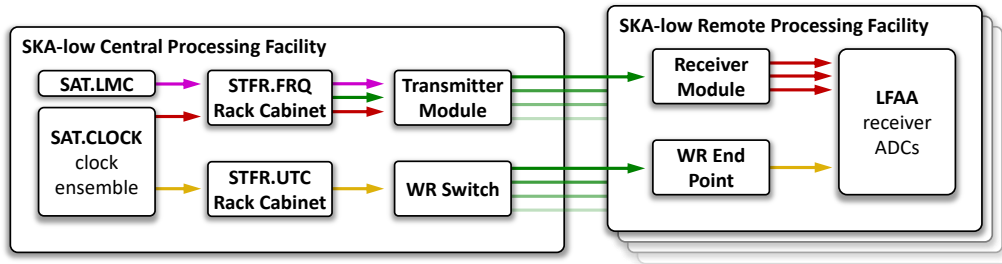 SKA-low Central Processing Facility
SAT.LMC
SAT.CLOCK
clock
ensemble
STFR.FRQ
Rack Cabinet
STFR.UTC
Rack Cabinet
Transmitter
Module
WR Switch
SKA-low Remote Processing Facility
Receiver
Module
WR End
Point
LFAA
receiver
ADCs